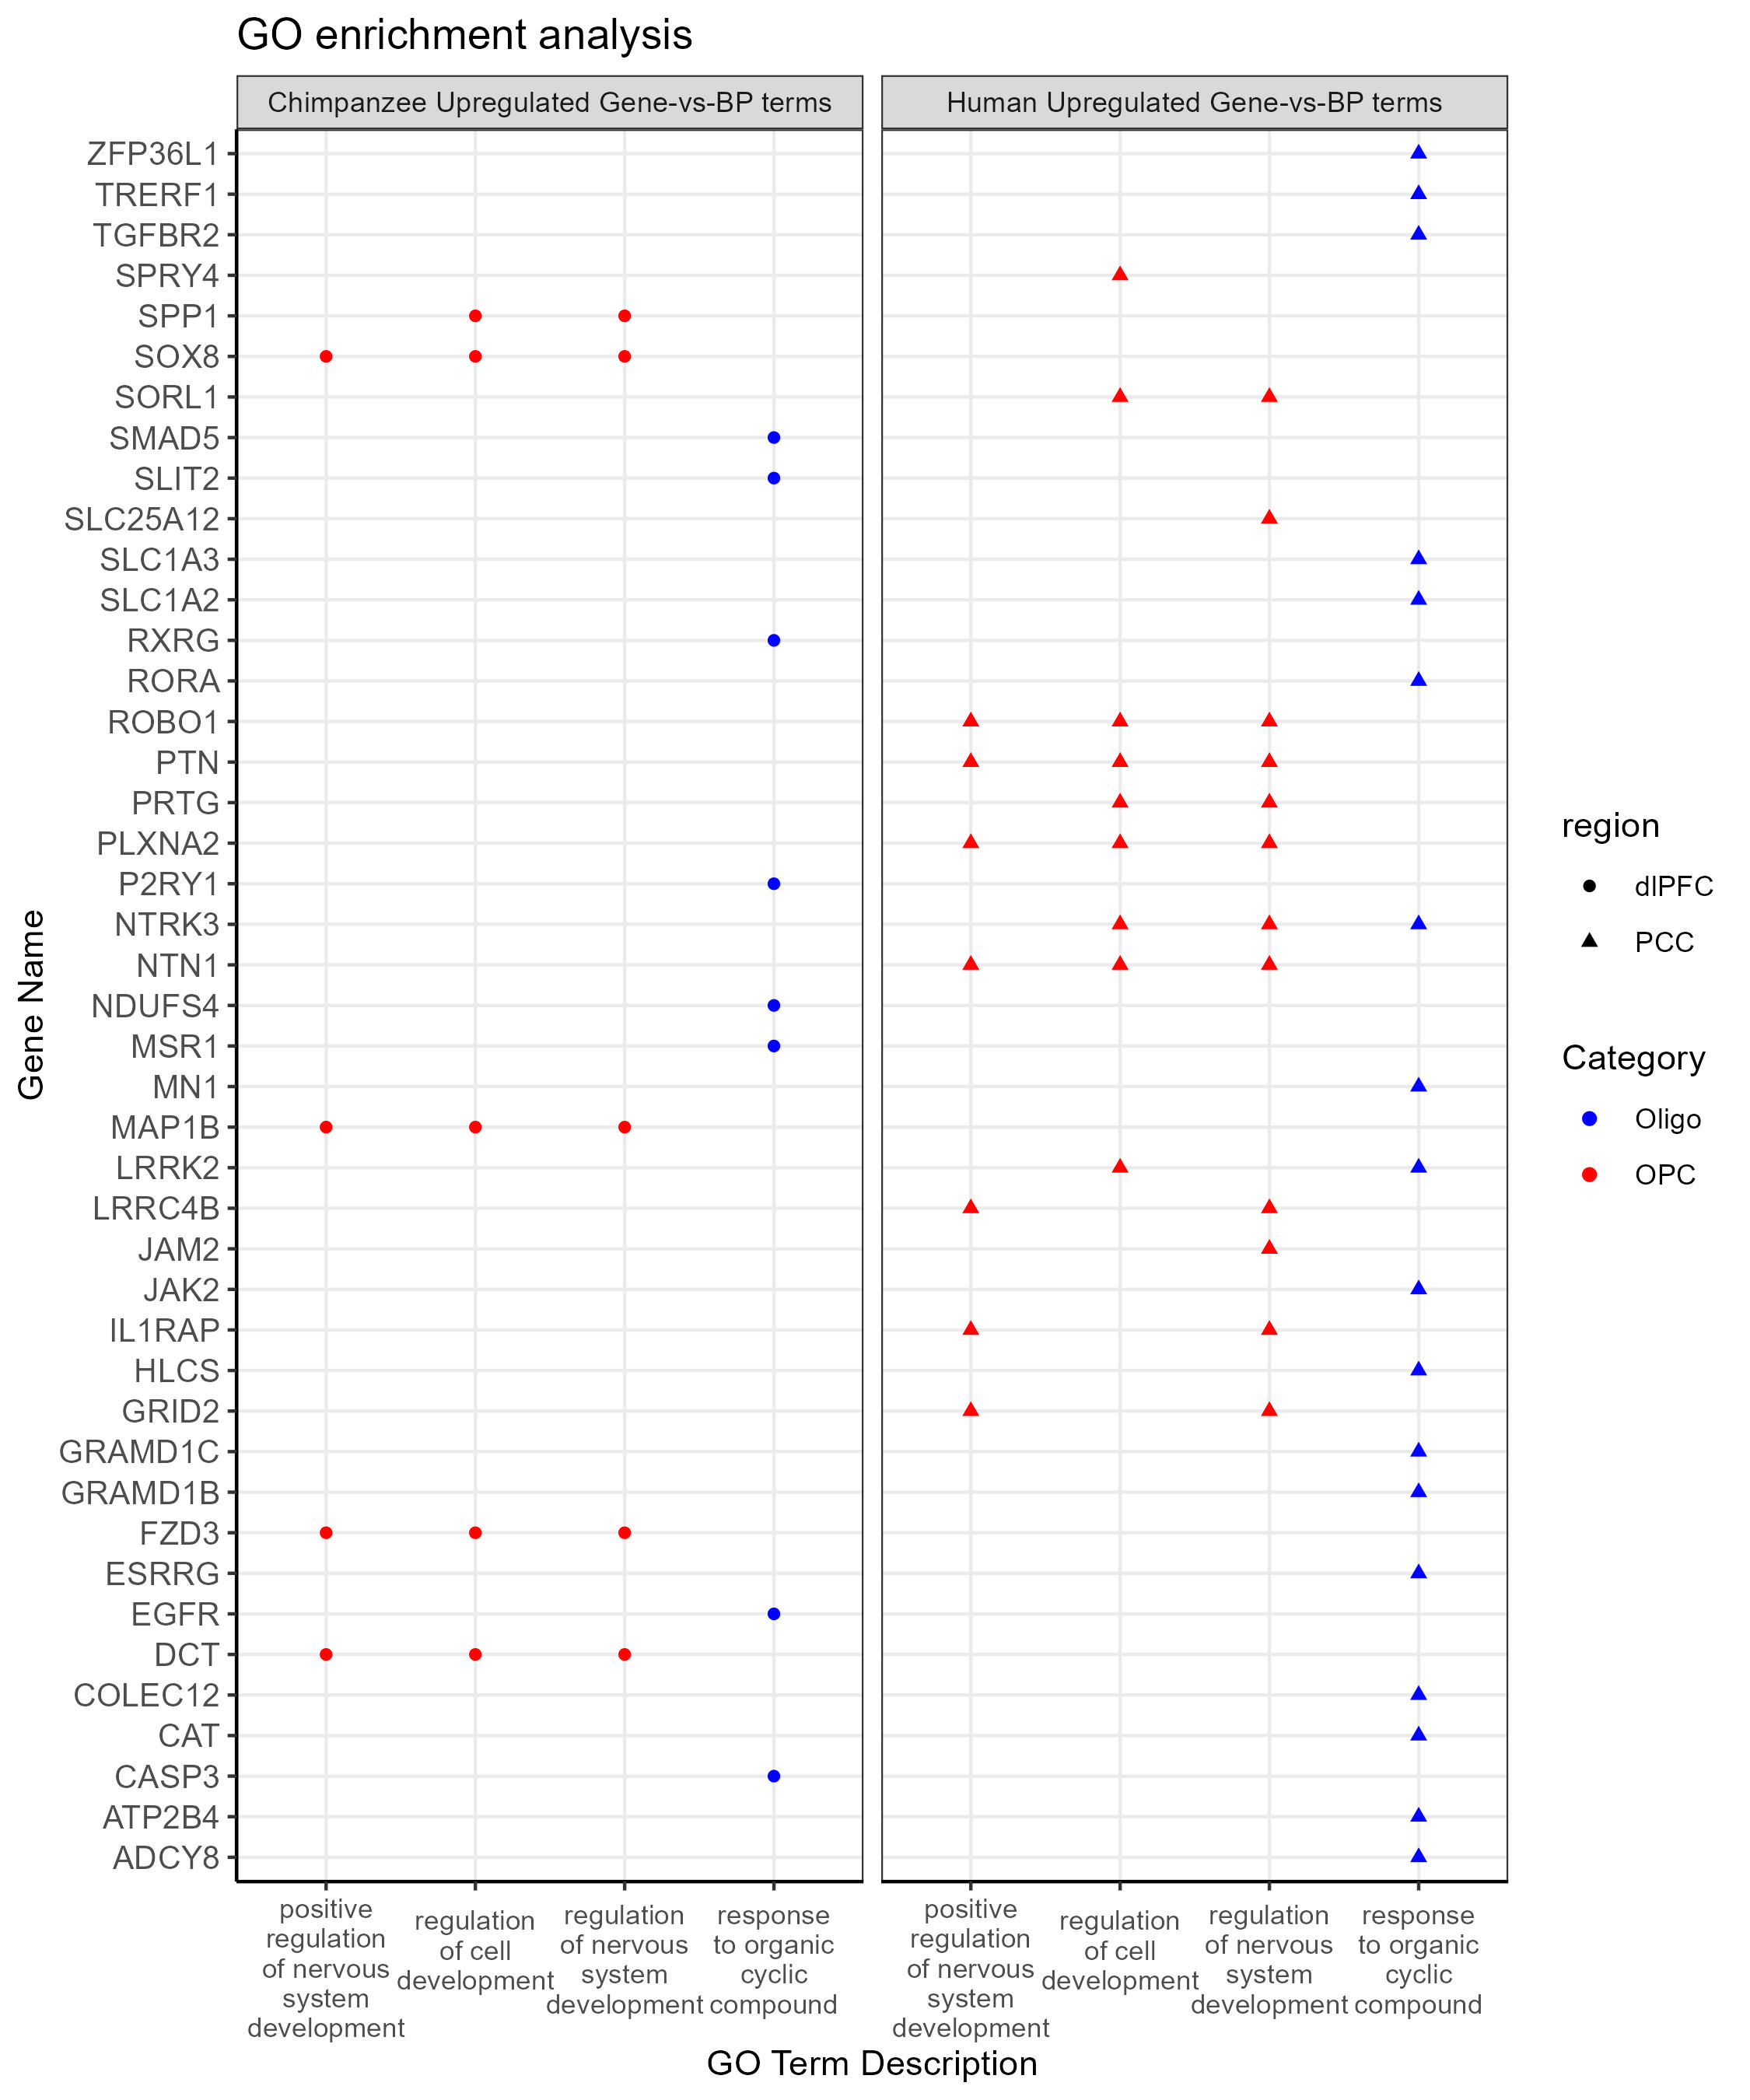 GO enrichment analysis
Chimpanzee Upregulated Gene-vs-BP terms
Human Upregulated Gene-vs-BP terms
Gene Name
ZFP36L1
TRERF1
TGFBR2
SPRY4
SPP1
SOX8
SORL1
SMAD5
SLIT2
SLC25A12
SLC1A3
SLC1A2
RXRG
RORA
ROBO1
PTN
PRTG
PLXNA2
P2RY1
NTRK3
NTN1
NDUFS4
MSR1
MN1
MAP1B
LRRK2
LRRC4B
JAM2
JAK2
IL1RAP
HLCS
GRID2
GRAMD1C
GRAMD1B
FZD3
ESRRG
EGFR
DCT
COLEC12
CAT
CASP3
ATP2B4
ADCY8
positive
regulation
of nervous
system
development
regulation
of cell
development
regulation
of nervous
system
development
response
to organic
cyclic
compound
positive
regulation
of nervous
system
development
regulation
of cell
development
regulation
of nervous
system
development
response
to organic
cyclic
compound
GO Term Description
region
dlPFC
PCC
Category
Oligo
OPC